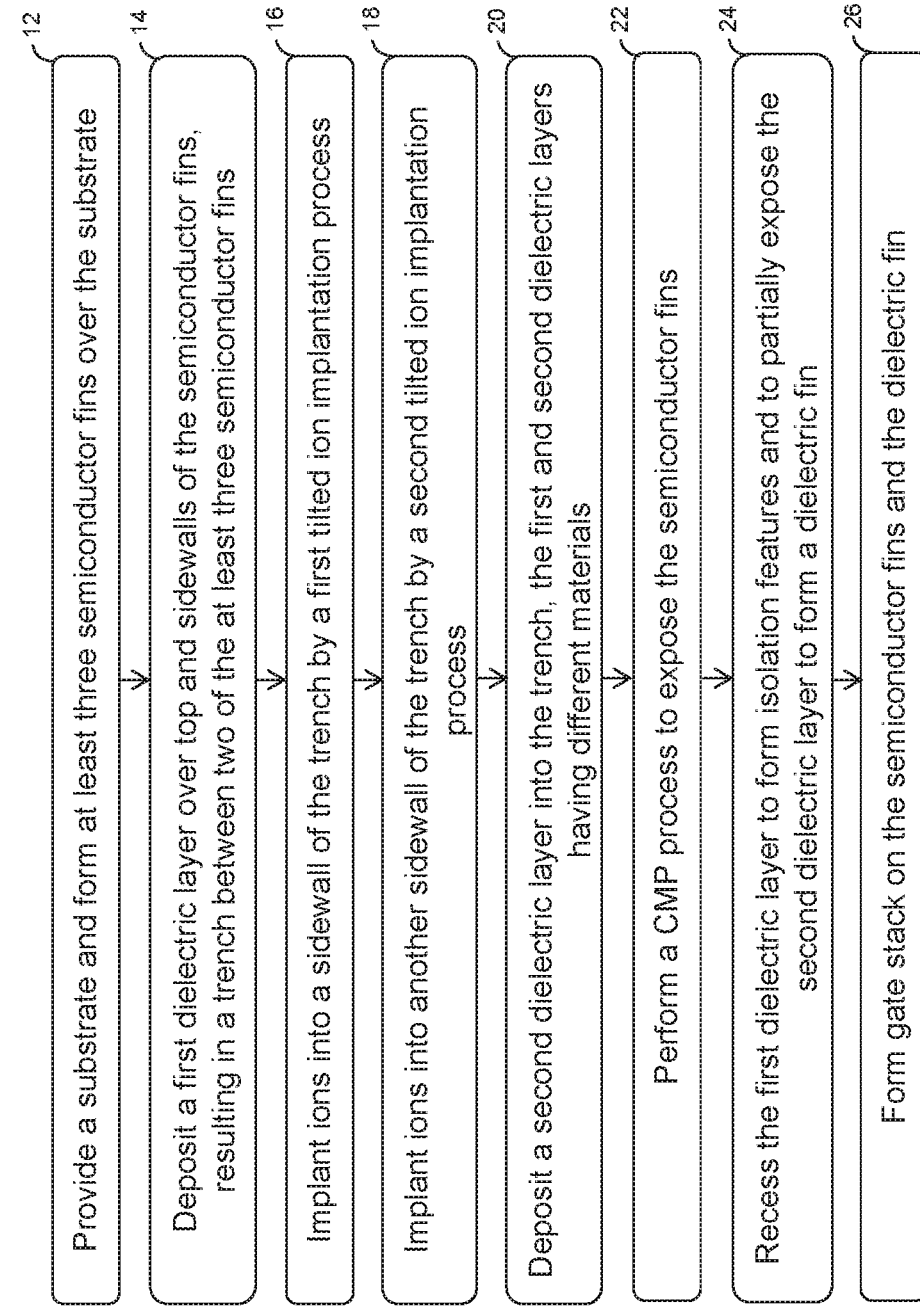 12
Provide a substrate and form at least three semiconductor fins over the substrate
14
Deposit a first dielectric layer over top and sidewalls of the semiconductor fins,
resulting in a trench between two of the at least three semiconductor fins
16
Implant ions into a sidewall of the trench by a first tilted ion implantation process
18
Implant ions into another sidewall of the trench by a second tilted ion implantation
process
20
Deposit a second dielectric layer into the trench, the first and second dielectric layers
having different materials
22
Perform a CMP process to expose the semiconductor fins
24
Recess the first dielectric layer to form isolation features and to partially expose the
second dielectric layer to form a dielectric fin
26
Form gate stack on the semiconductor fins and the dielectric fin